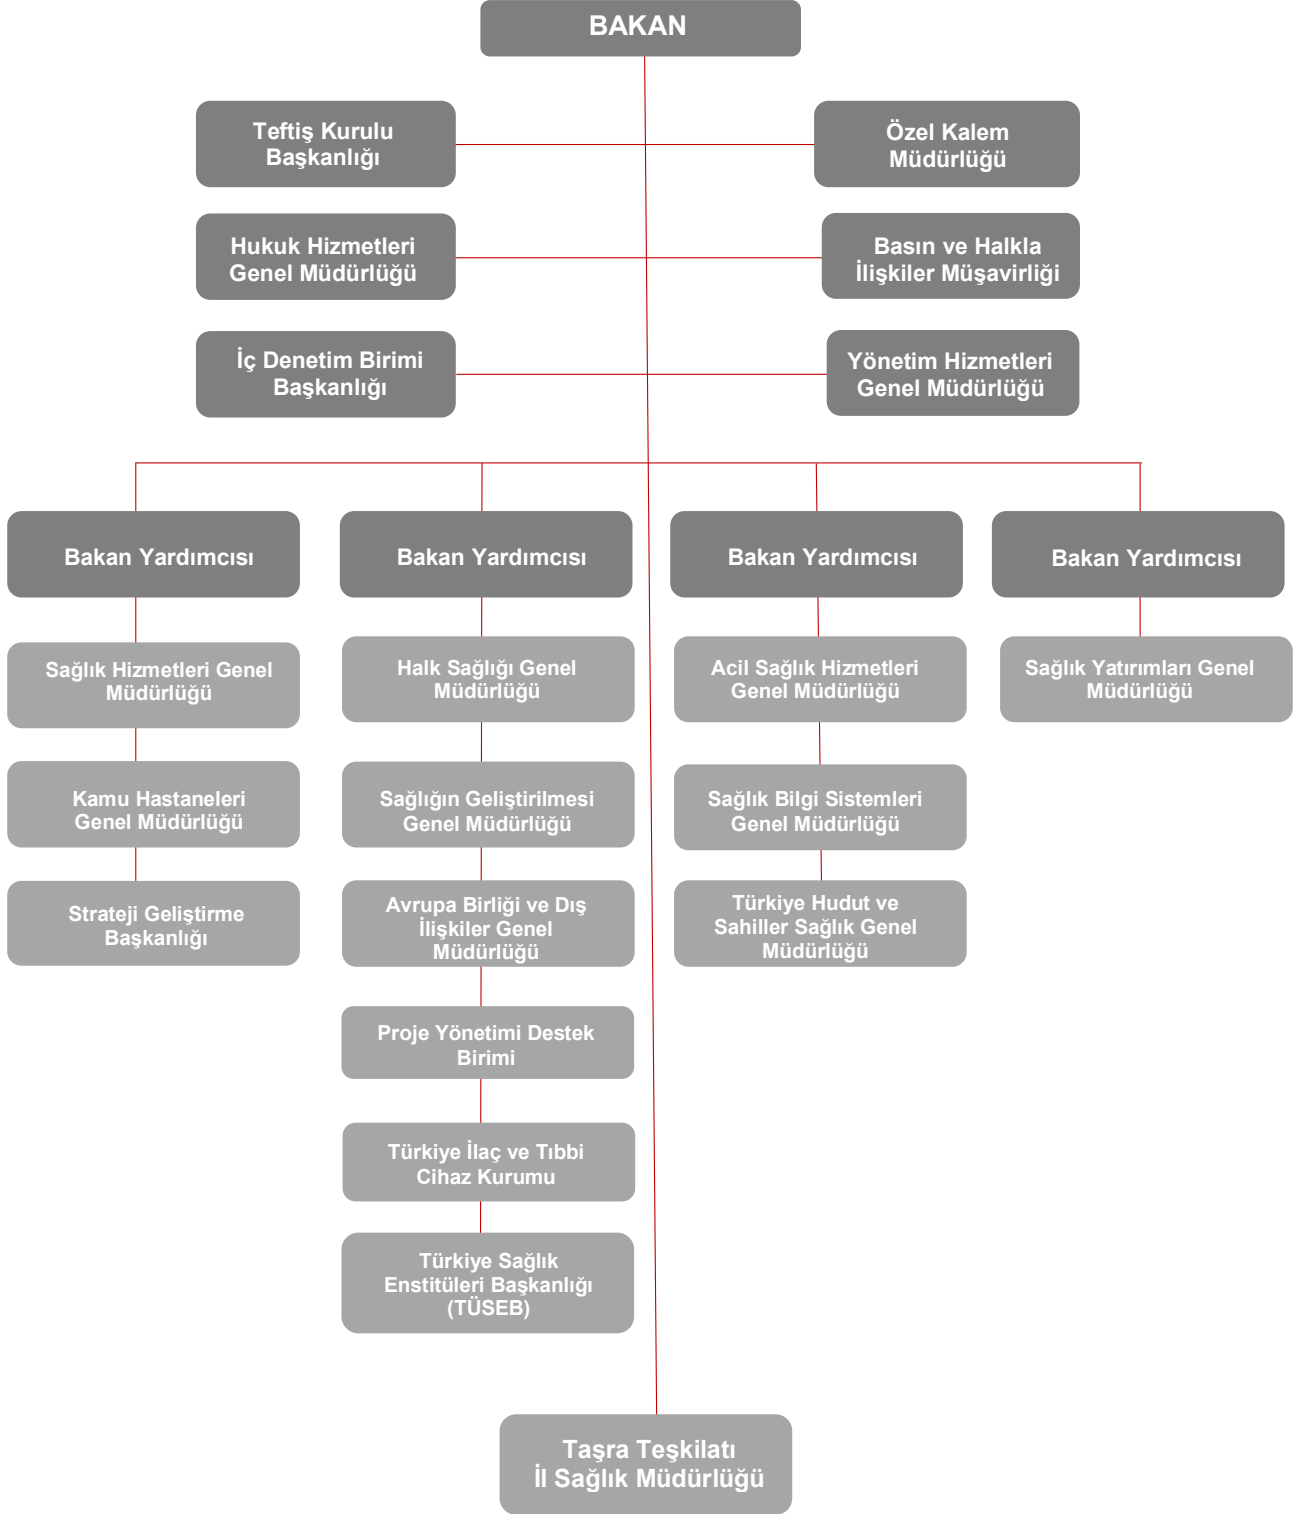 BAKAN
Teftiş Kurulu
Başkanlığı
Özel Kalem
Müdürlüğü
Hukuk Hizmetleri
Genel Müdürlüğü
Basın ve Halkla
İlişkiler Müşavirliği
İç Denetim Birimi
Başkanlığı
Yönetim Hizmetleri
Genel Müdürlüğü
Bakan Yardımcısı
Bakan Yardımcısı
Bakan Yardımcısı
Bakan Yardımcısı
Sağlık Hizmetleri Genel
Müdürlüğü
Halk Sağlığı Genel
Müdürlüğü
Acil Sağlık Hizmetleri
Genel Müdürlüğü
Sağlık Yatırımları Genel
Müdürlüğü
Kamu Hastaneleri
Genel Müdürlüğü
Sağlığın Geliştirilmesi
Genel Müdürlüğü
Sağlık Bilgi Sistemleri
Genel Müdürlüğü
Strateji Geliştirme
Başkanlığı
Avrupa Birliği ve Dış
İlişkiler Genel
Müdürlüğü
Türkiye Hudut ve
Sahiller Sağlık Genel
Müdürlüğü
Proje Yönetimi Destek
Birimi
Türkiye İlaç ve Tıbbi
Cihaz Kurumu
Türkiye Sağlık
Enstitüleri Başkanlığı
(TÜSEB)
Taşra Teşkilatı
İl Sağlık Müdürlüğü